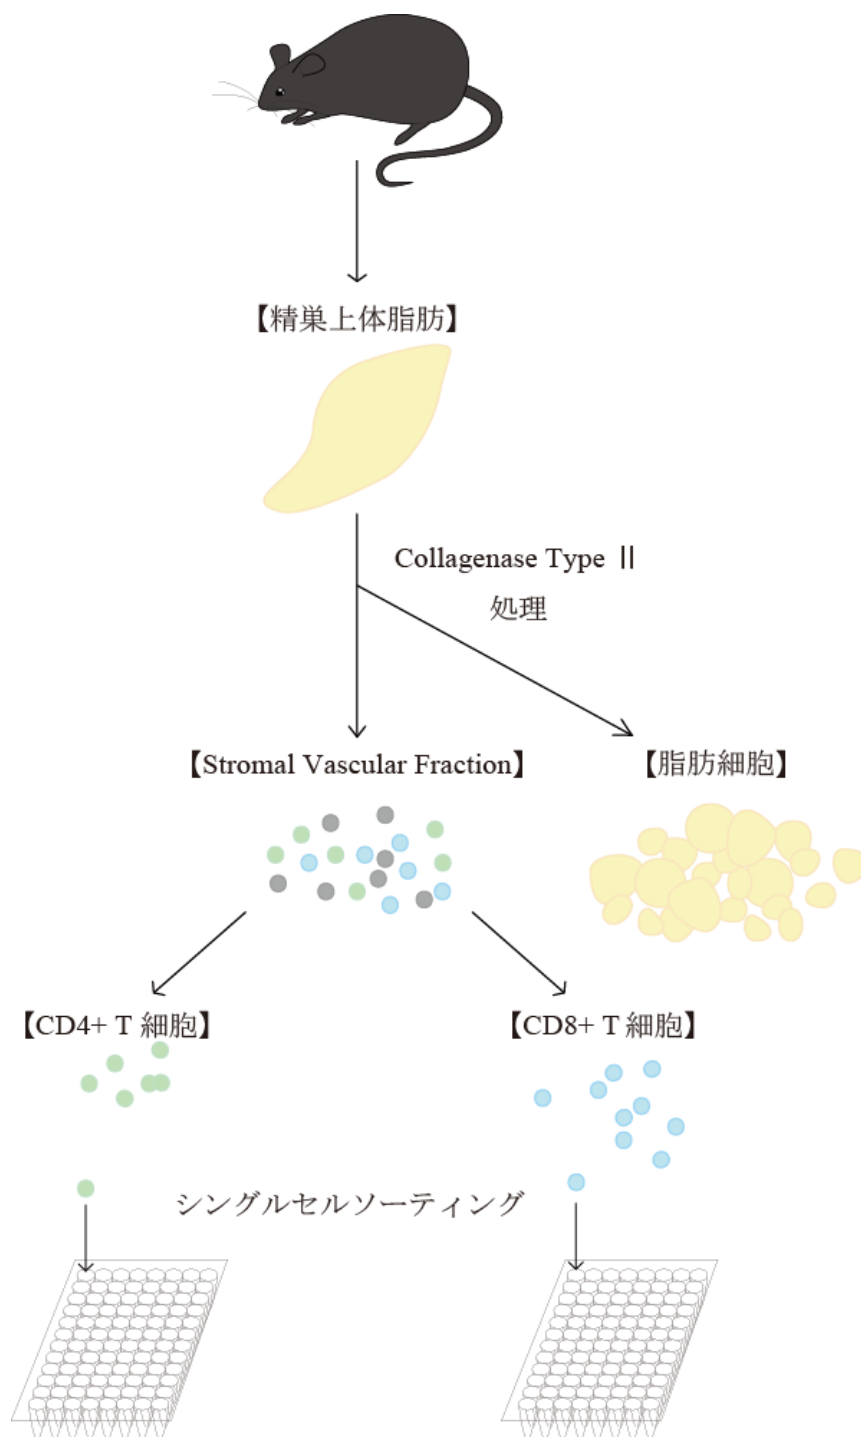 【精巣上体脂肪】
Collagenase Type Ⅱ
処理
【Stromal Vascular Fraction】
【脂肪細胞】
【CD4+ T 細胞】
【CD8+ T 細胞】
シングルセルソーティング